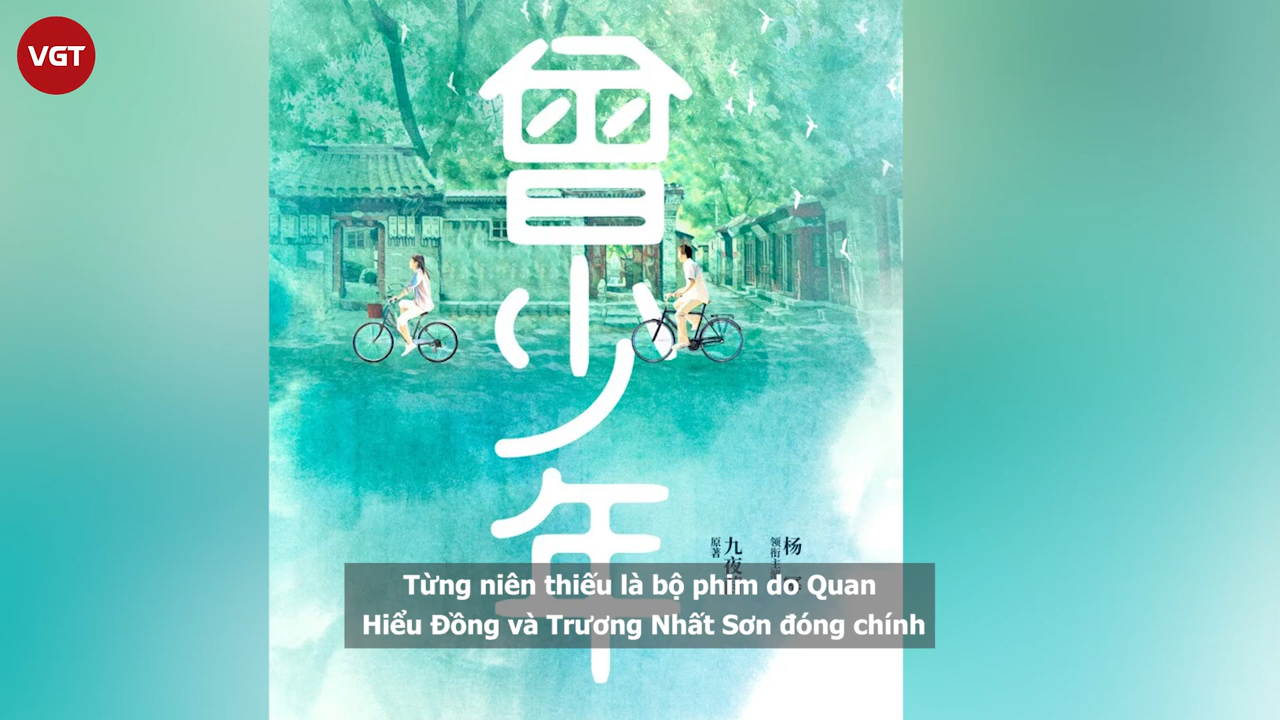 VGT
曾少年
原著
九夜
领衔主
杨
Từng niên thiếu là bộ phim do Quan
Hiểu Đồng và Trương Nhất Sơn đóng chính